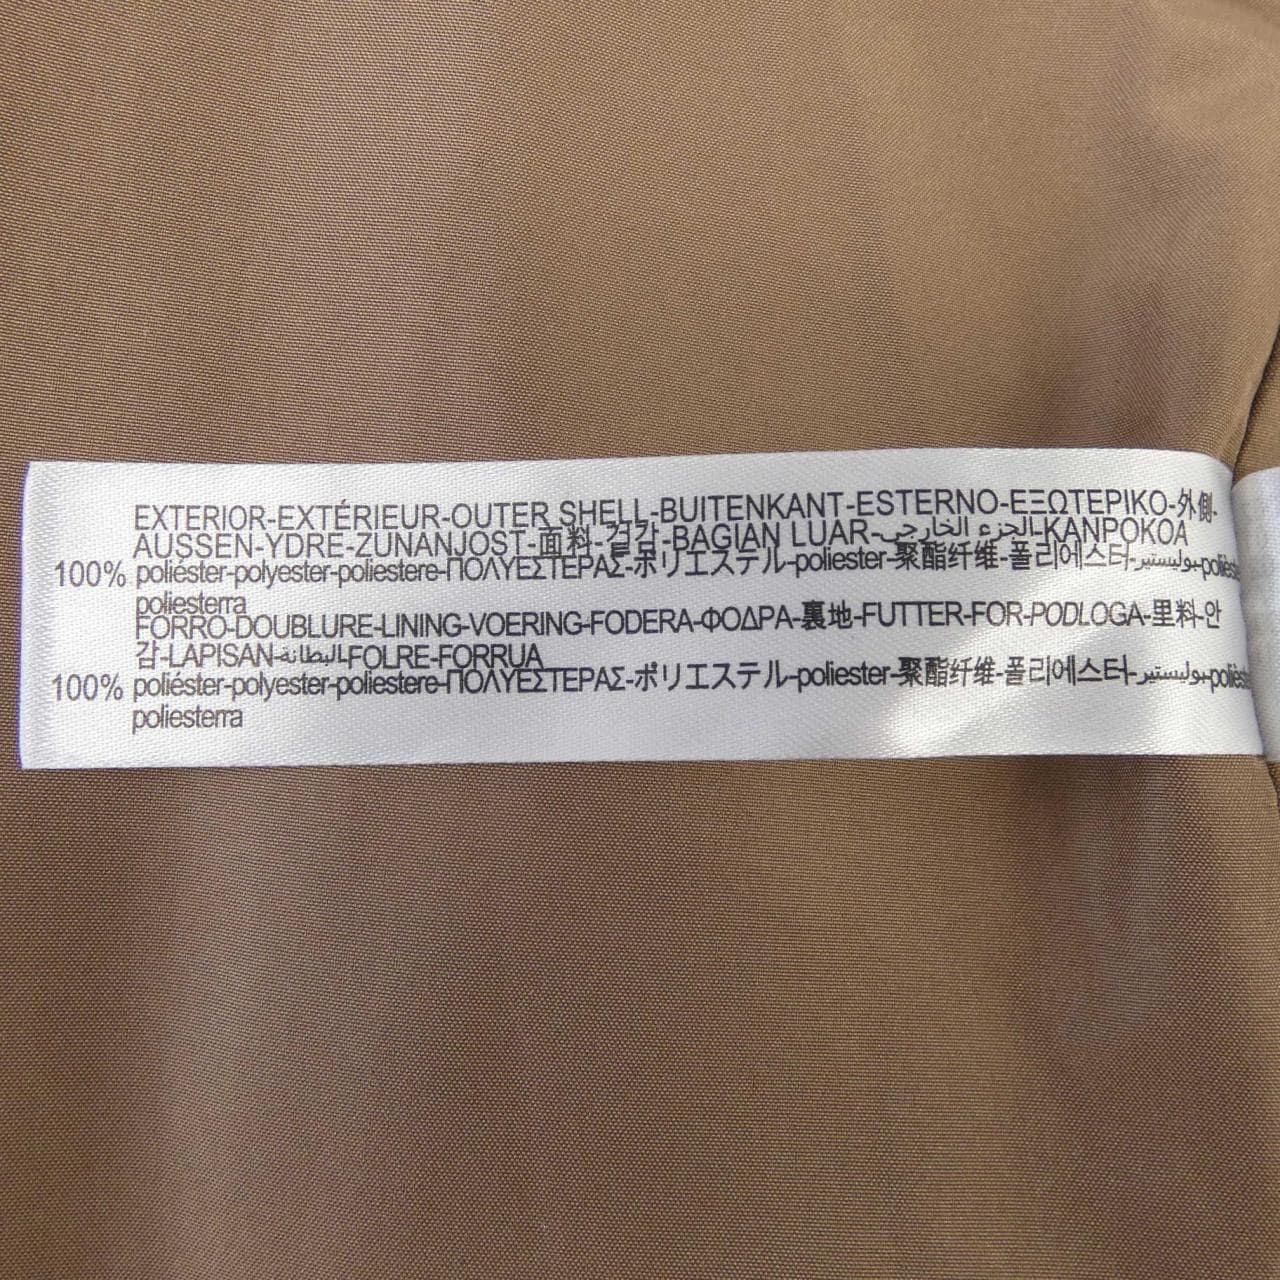 EXTERIOR-EXTÉRIEUR-OUTER SHELL-BUITENKANT-ESTERNO-ΕΞΩΤΕΡΙΚΟ-外側-
AUSSEN-YDRE-ZUNANJOST-面料-겉감-BAGIAN LUAR-الجزء الخارجي-KANPOKOA
100% poliéster-polyester-poliestere-ΠΟΛΥΕΣΤΕΡΑΣ-ポリエステル-poliester-聚酯纤维-폴리에스터-بوليستير-
poliesterra
FORRO-DOUBLURE-LINING-VOERING-FODERA-ΦΟΔΡΑ-裏地-FUTTER-FOR-PODLOGA-里料-안
감-LAPISAN-البطانة-FOLRE-FORRUA
100% poliéster-polyester-poliestere-ΠΟΛΥΕΣΤΕΡΑΣ-ポリエステル-poliester-聚酯纤维-폴리에스터-بوليستير-
poliesterra